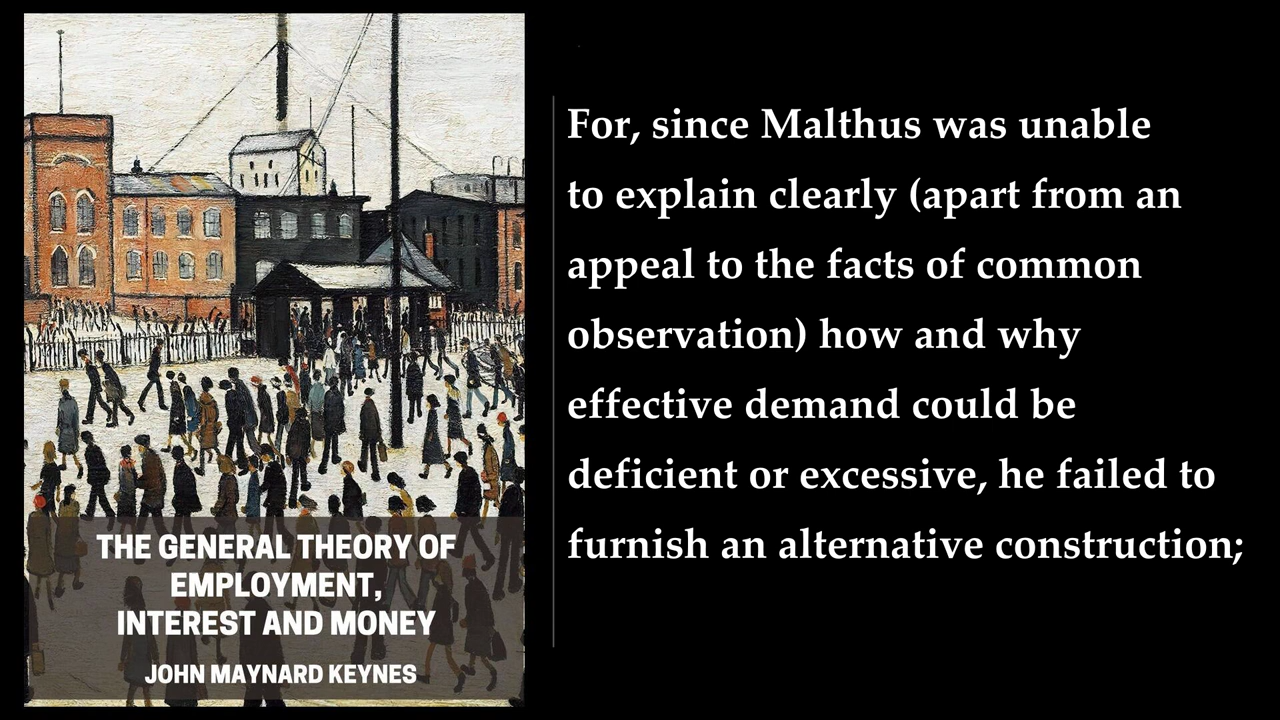 THE GENERAL THEORY OF
EMPLOYMENT,
INTEREST AND MONEY
JOHN MAYNARD KEYNES
For, since Malthus was unable
to explain clearly (apart from an
appeal to the facts of common
observation) how and why
effective demand could be
deficient or excessive, he failed to
furnish an alternative construction;